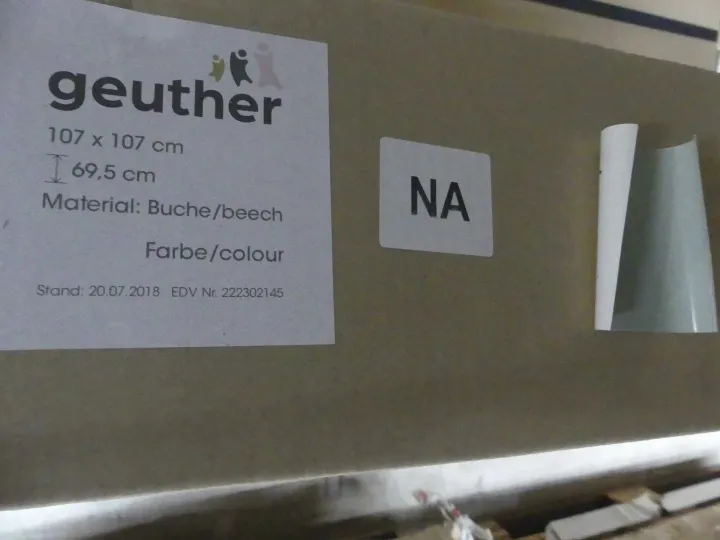 geuther
107 x 107 cm
69,5 cm
Material: Buche/beech
Farbe/colour
NA
Stand: 20.07.2018 EDV Nr. 222302145